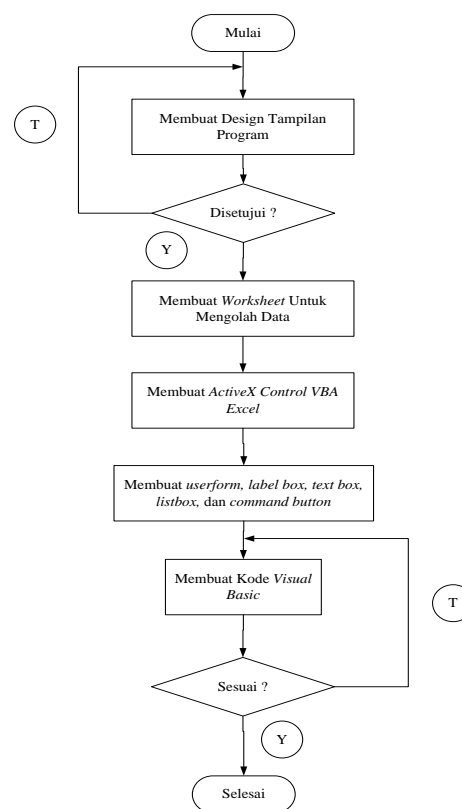 Mulai
T
Membuat Design Tampilan
Program
Disetujui ?
Y
Membuat Worksheet Untuk
Mengolah Data
Membuat ActiveX Control VBA
Excel
Membuat userform, label box, text box,
listbox, dan command button
Membuat Kode Visual
Basic
T
Sesuai ?
Y
Selesai